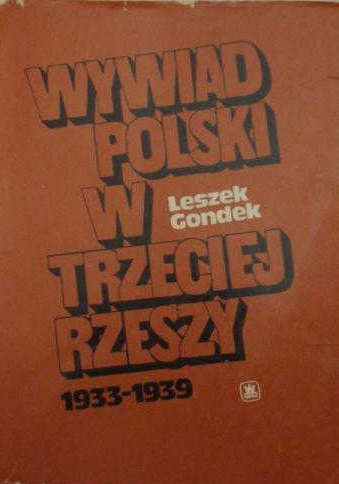 WYWIAD
POLSKI
W
Leszek
Gondek
TRZECIEJ
RZESZY
1933-1939